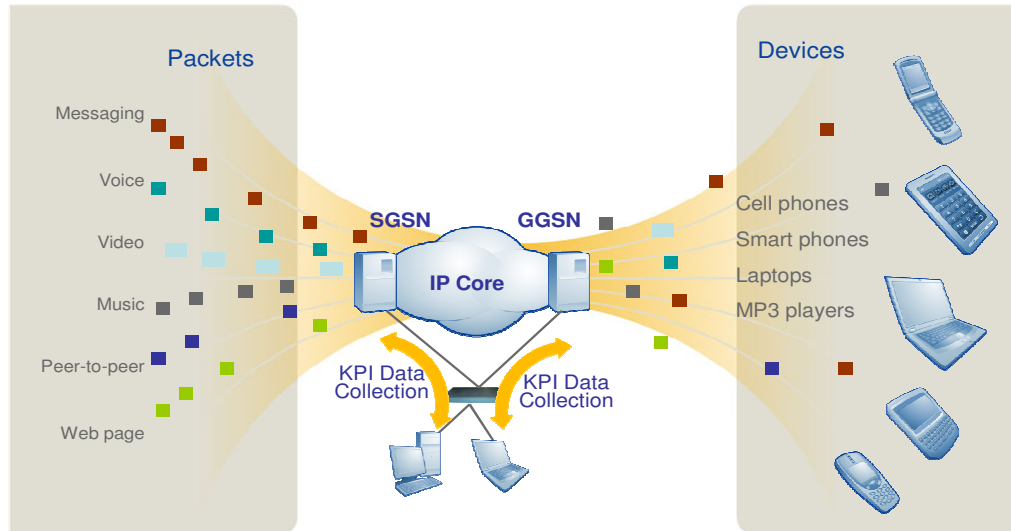 Packets
Messaging
Voice
Video
Music
Peer-to-peer
Web page
SGSN
GGSN
IP Core
KPI Data
Collection
KPI Data
Collection
Devices
Cell phones
Smart phones
Laptops
MP3 players